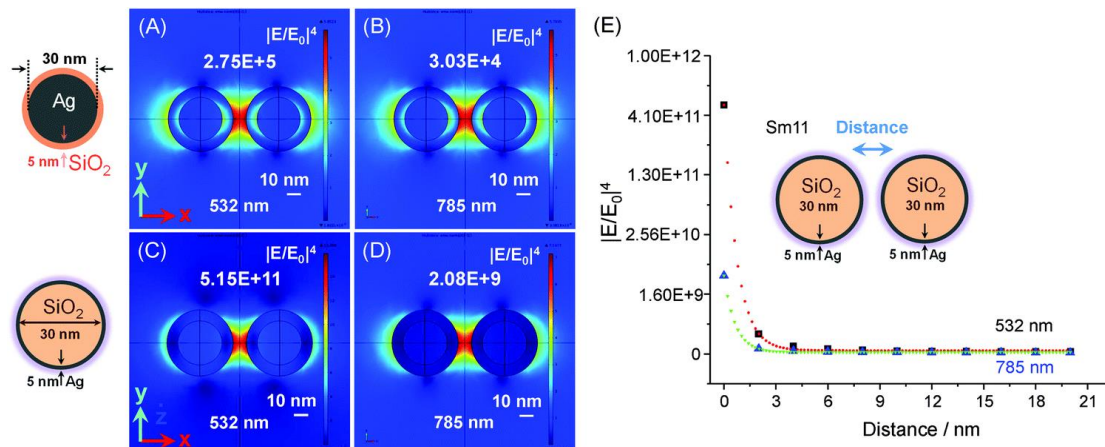 30 nm
Ag
5 nm SiO2
(A)
|E/E0|^4
2.75E+5
10 nm
y
x
532 nm
(B)
|E/E0|^4
3.03E+4
10 nm
785 nm
SiO2
30 nm
5 nm Ag
(C)
|E/E0|^4
5.15E+11
10 nm
y
z
x
532 nm
(D)
|E/E0|^4
2.08E+9
10 nm
785 nm
(E)
|E/E0|^4
1.00E+12
4.10E+11
1.30E+11
2.56E+10
1.60E+9
0
Sm11
Distance
SiO2
30 nm
5 nm Ag
SiO2
30 nm
5 nm Ag
532 nm
785 nm
0 3 6 9 12 15 18 21
Distance / nm